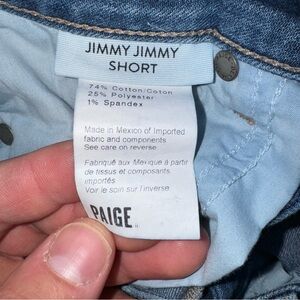 JIMMY JIMMY
SHORT
74% Cotton/Coton
25% Polyester
1% Spandex
Made in Mexico of Imported
fabric and components
See care on reverse
Fabriqué aux Mexique à partir
de tissus et composants
importés
Voir le soin sur l'inverse
PAIGE